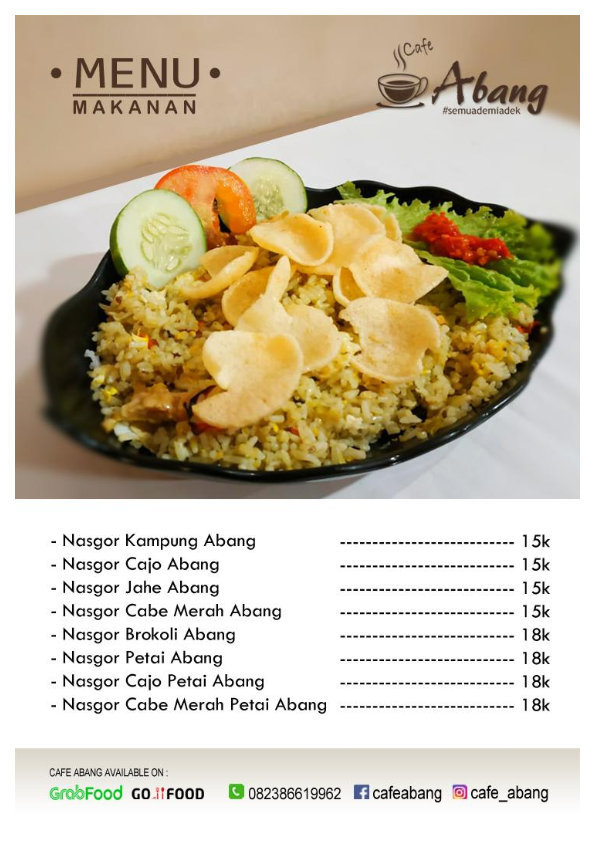 • MENU •
MAKANAN
Cafe
Abang
#semuademiadek
- Nasgor Kampung Abang -------------------------- 15k
- Nasgor Cajo Abang -------------------------- 15k
- Nasgor Jahe Abang -------------------------- 15k
- Nasgor Cabe Merah Abang -------------------------- 15k
- Nasgor Brokoli Abang -------------------------- 18k
- Nasgor Petai Abang -------------------------- 18k
- Nasgor Cajo Petai Abang -------------------------- 18k
- Nasgor Cabe Merah Petai Abang -------------------------- 18k
CAFE ABANG AVAILABLE ON :
GrabFood GO FOOD 082386619962 cafeabang cafe_abang